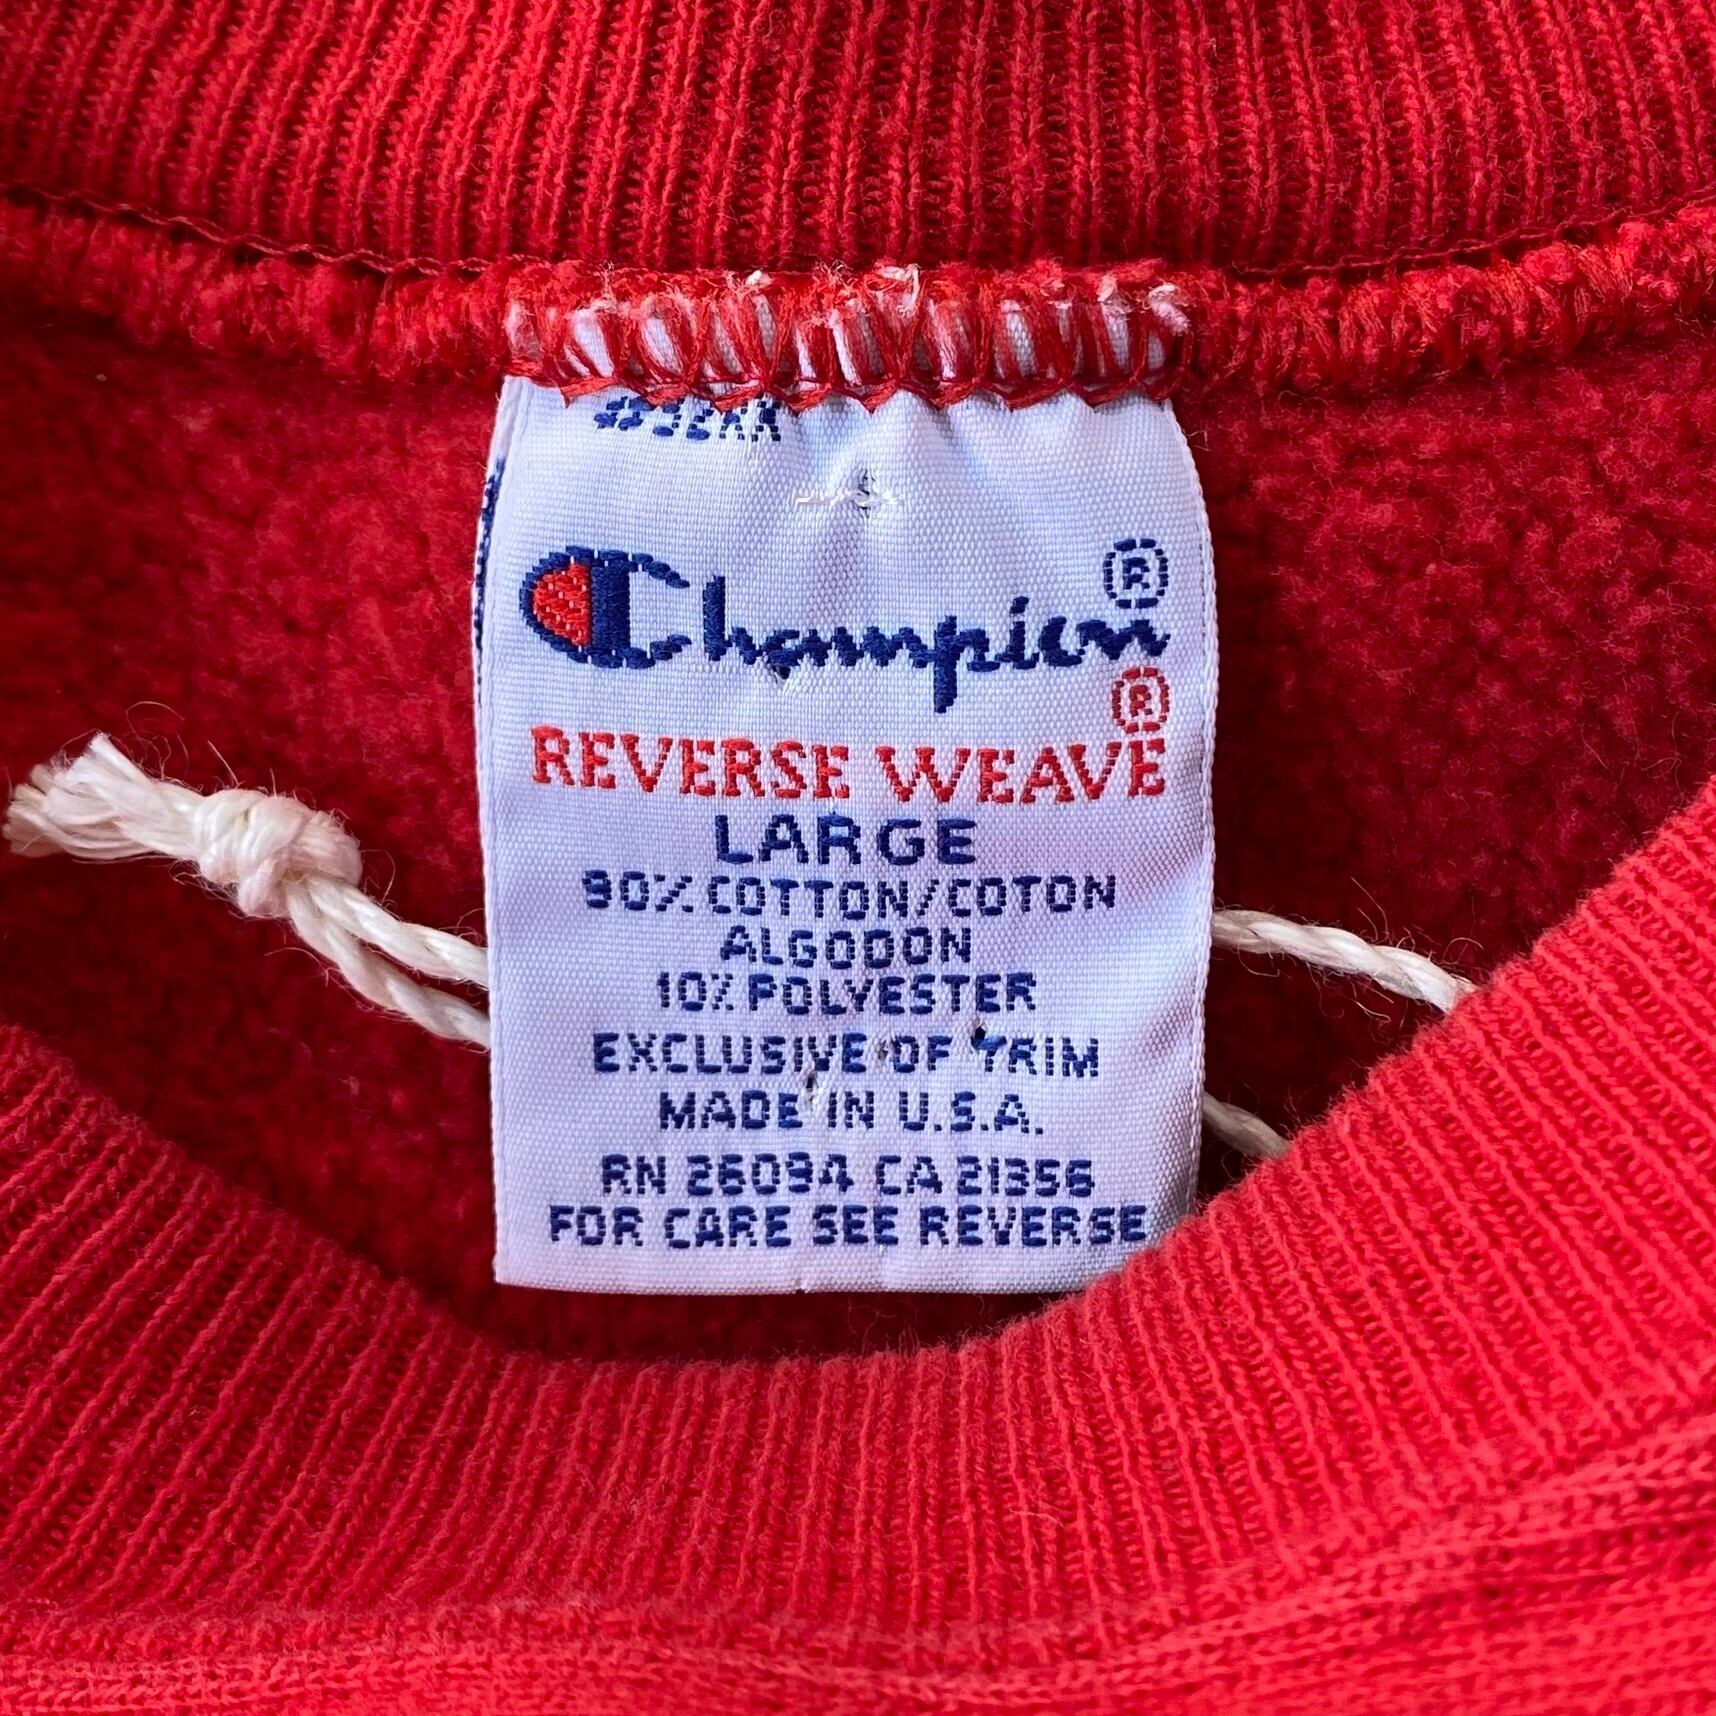 Champion®
REVERSE WEAVE®
LARGE
90% COTTON/COTON
ALGODON
10% POLYESTER
EXCLUSIVE OF TRIM
MADE IN U.S.A.
RN 26094 CA 21356
FOR CARE SEE REVERSE